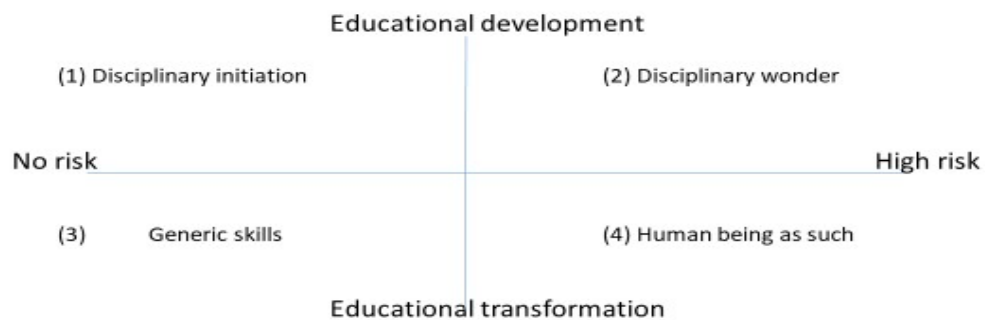 Educational development
(1) Disciplinary initiation
(2) Disciplinary wonder
No risk
High risk
(3) Generic skills
(4) Human being as such
Educational transformation